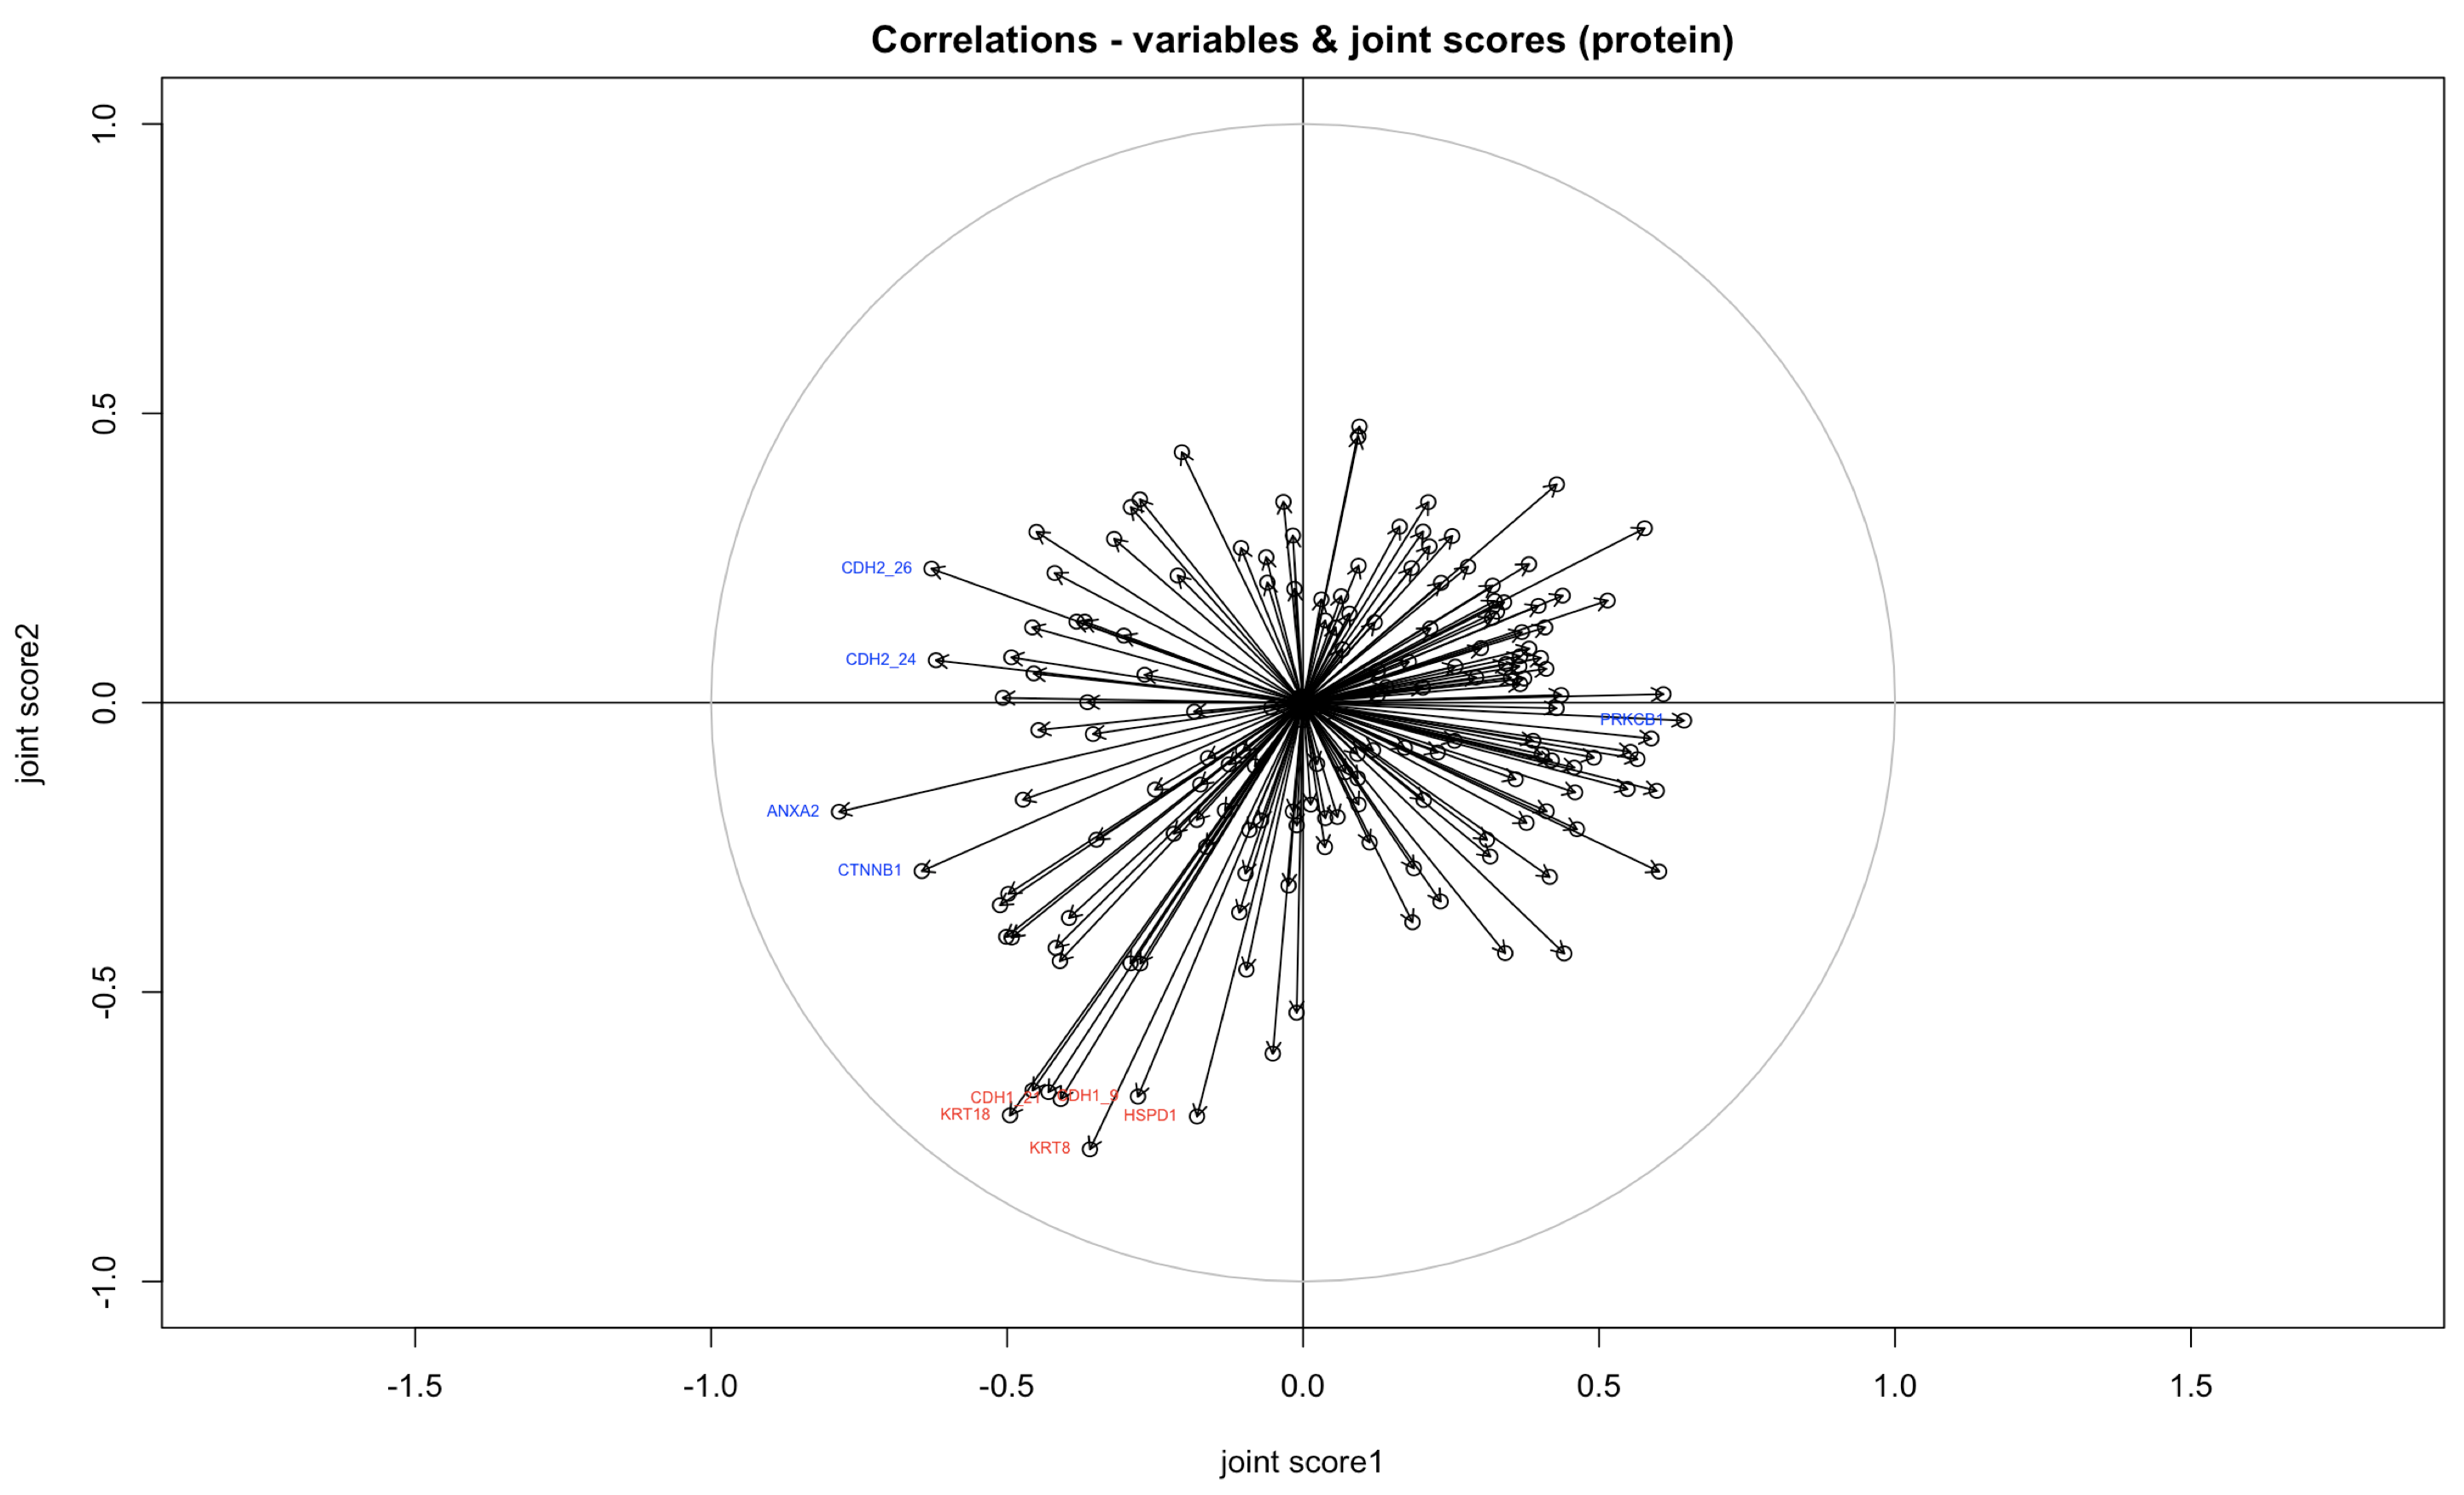 Correlations - variables & joint scores (protein)
1.0
0.5
0.0
-0.5
-1.0
joint score2
CDH2_26
CDH2_24
PRKCB1
ANXA2
CTNNB1
CDH1_21
CDH1_9
KRT18
HSPD1
KRT8
-1.5
-1.0
-0.5
0.0
0.5
1.0
1.5
joint score1